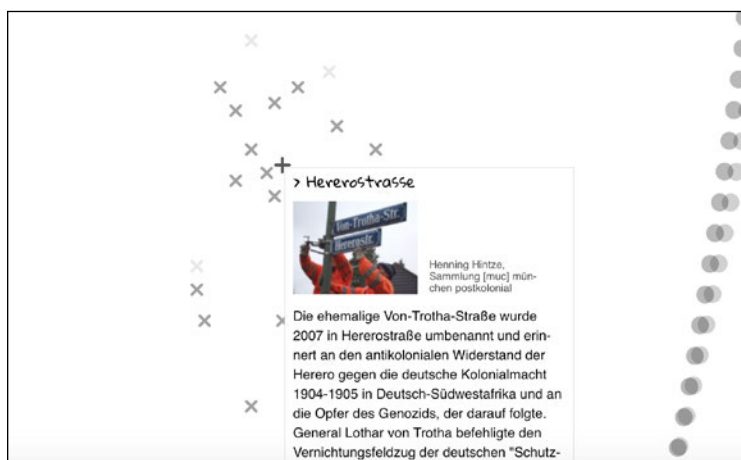 > Hererostrasse
Von-Trotha-Str.
Hererostr.
Henning Hintze,
Sammlung [muc] mün-
chen postkolonial
Die ehemalige Von-Trotha-Straße wurde
2007 in Hererostraße umbenannt und erin-
nert an den antikolonialen Widerstand der
Herero gegen die deutsche Kolonialmacht
1904-1905 in Deutsch-Südwestafrika und an
die Opfer des Genozids, der darauf folgte.
General Lothar von Trotha befehligte den
Vernichtungsfeldzug der deutschen "Schutz-